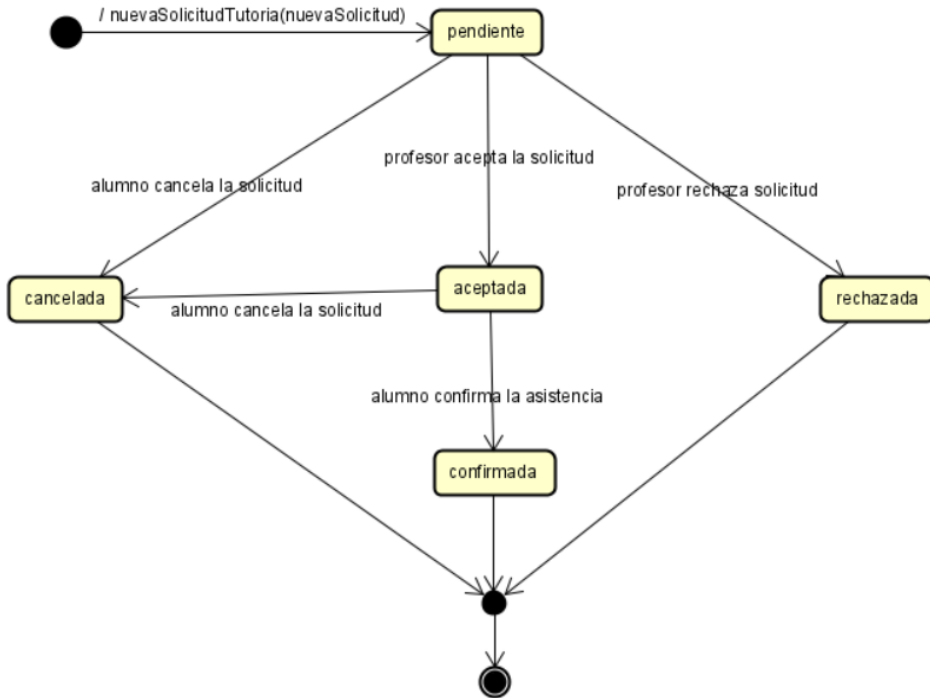 / nuevaSolicitudTutoria(nuevaSolicitud)
pendiente
profesor acepta la solicitud
alumno cancela la solicitud
profesor rechaza solicitud
cancelada
aceptada
rechazada
alumno cancela la solicitud
alumno confirma la asistencia
confirmada